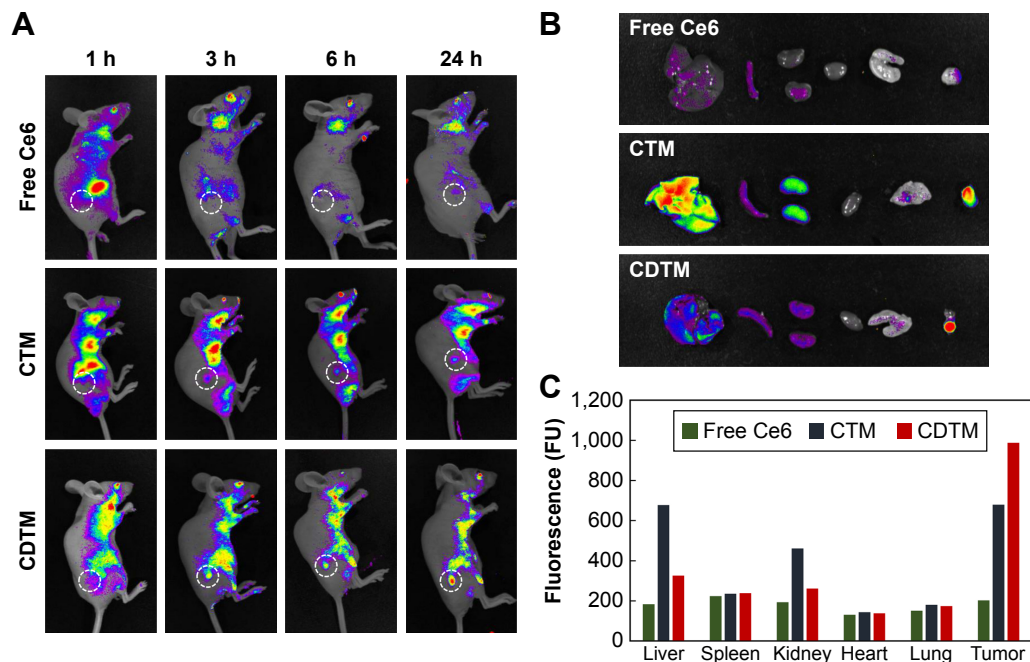 A
1 h 3 h 6 h 24 h
Free Ce6
CTM
CDTM
B
Free Ce6
CTM
CDTM
C
Fluorescence (FU)
1,200
1,000
800
600
400
200
0
Free Ce6 CTM CDTM
Liver Spleen Kidney Heart Lung Tumor